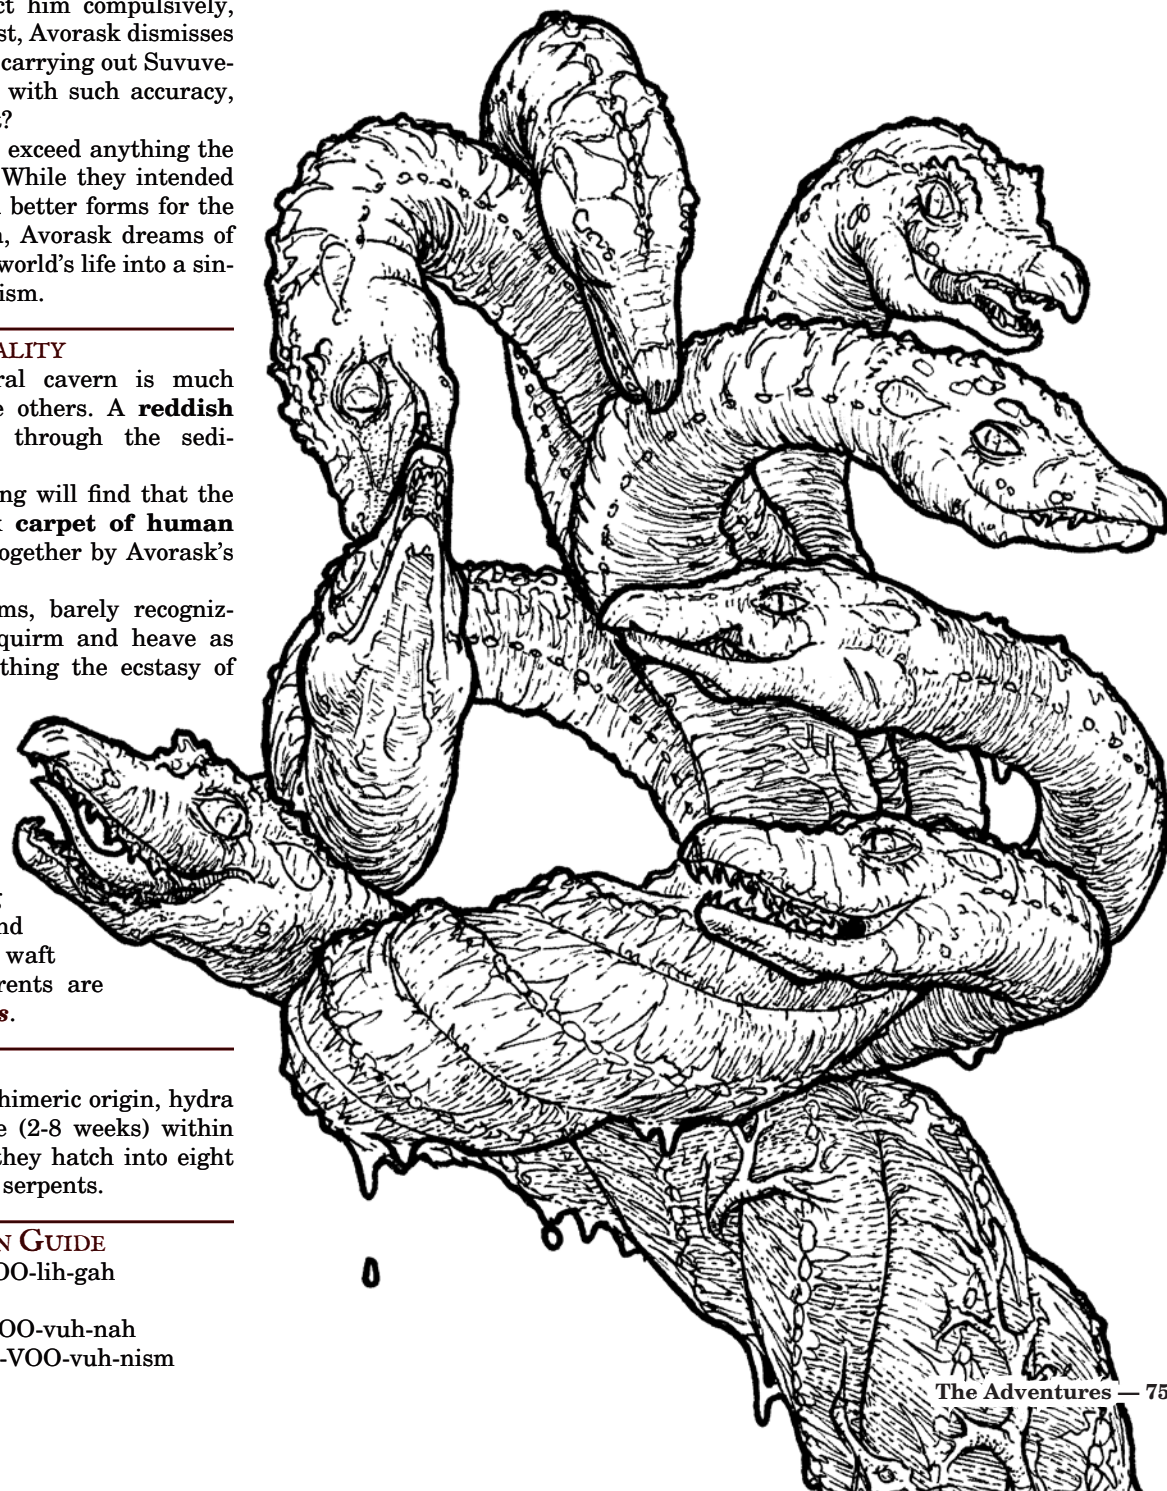 ct him compulsively,
st, Avorask dismisses
carrying out Suvuve-
with such accuracy,
t?
exceed anything the
While they intended
better forms for the
a, Avorask dreams of
world’s life into a sin-
ism.
ALITY
ral cavern is much
e others. A reddish
through the sedi-
ng will find that the
k carpet of human
ogether by Avorask’s
ms, barely recogniz-
quirm and heave as
thing the ecstasy of
nd
waft
rents are
s.
himeric origin, hydra
e (2-8 weeks) within
they hatch into eight
serpents.
N GUIDE
OO-lih-gah
OO-vuh-nah
-VOO-vuh-nism
The Adventures — 75